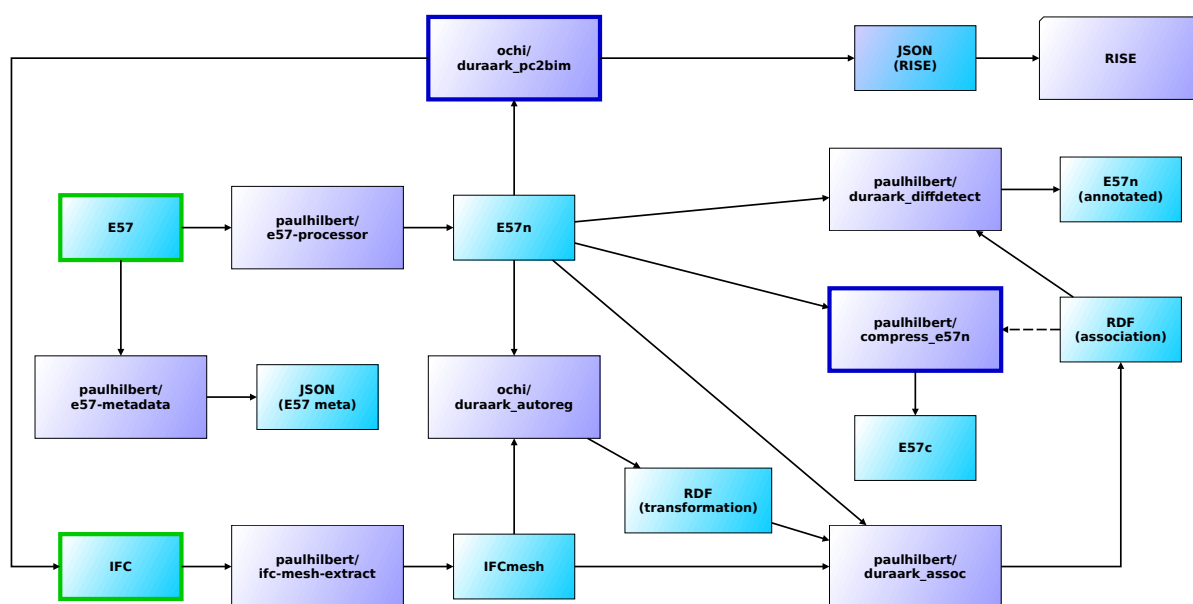 ochi/
duraark_pc2bim
JSON
(RISE)
RISE
paulhilbert/
duraark_diffdetect
E57n
(annotated)
E57
paulhilbert/
e57-processor
E57n
paulhilbert/
compress_e57n
RDF
(association)
paulhilbert/
e57-metadata
JSON
(E57 meta)
ochi/
duraark_autoreg
E57c
RDF
(transformation)
IFC
paulhilbert/
ifc-mesh-extract
IFCmesh
paulhilbert/
duraark_assoc